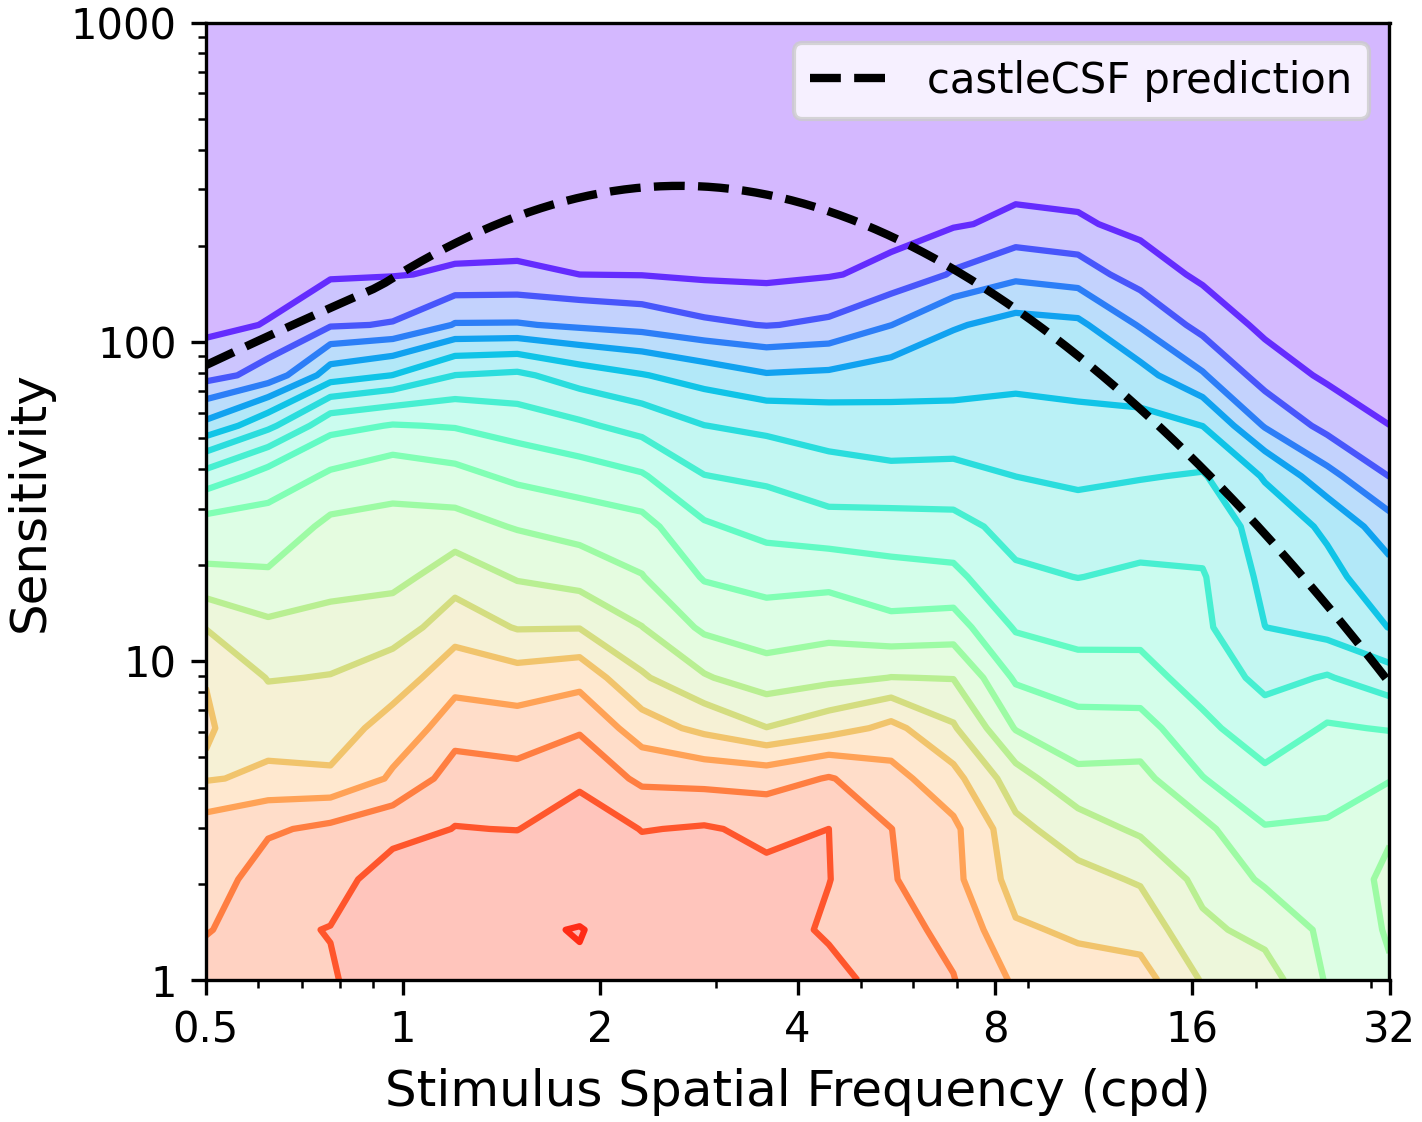 1000
100
10
1
Sensitivity
castleCSF prediction
0.5 1 2 4 8 16 32
Stimulus Spatial Frequency (cpd)